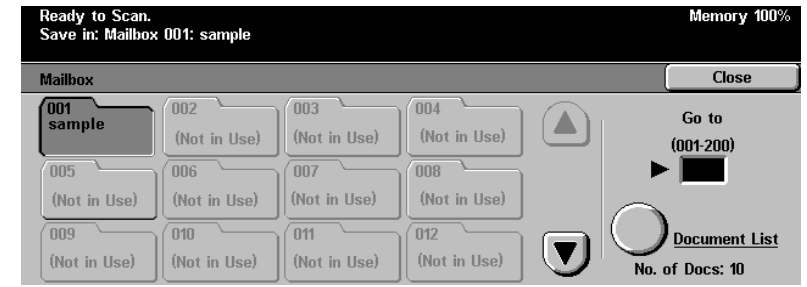 Ready to Scan.
Memory 100%
Save in: Mailbox 001: sample
Mailbox
Close
001
sample
002
(Not in Use)
003
(Not in Use)
004
(Not in Use)
Go to
(001-200)
005
(Not in Use)
006
(Not in Use)
007
(Not in Use)
008
(Not in Use)
009
(Not in Use)
010
(Not in Use)
011
(Not in Use)
012
(Not in Use)
Document List
No. of Docs: 10